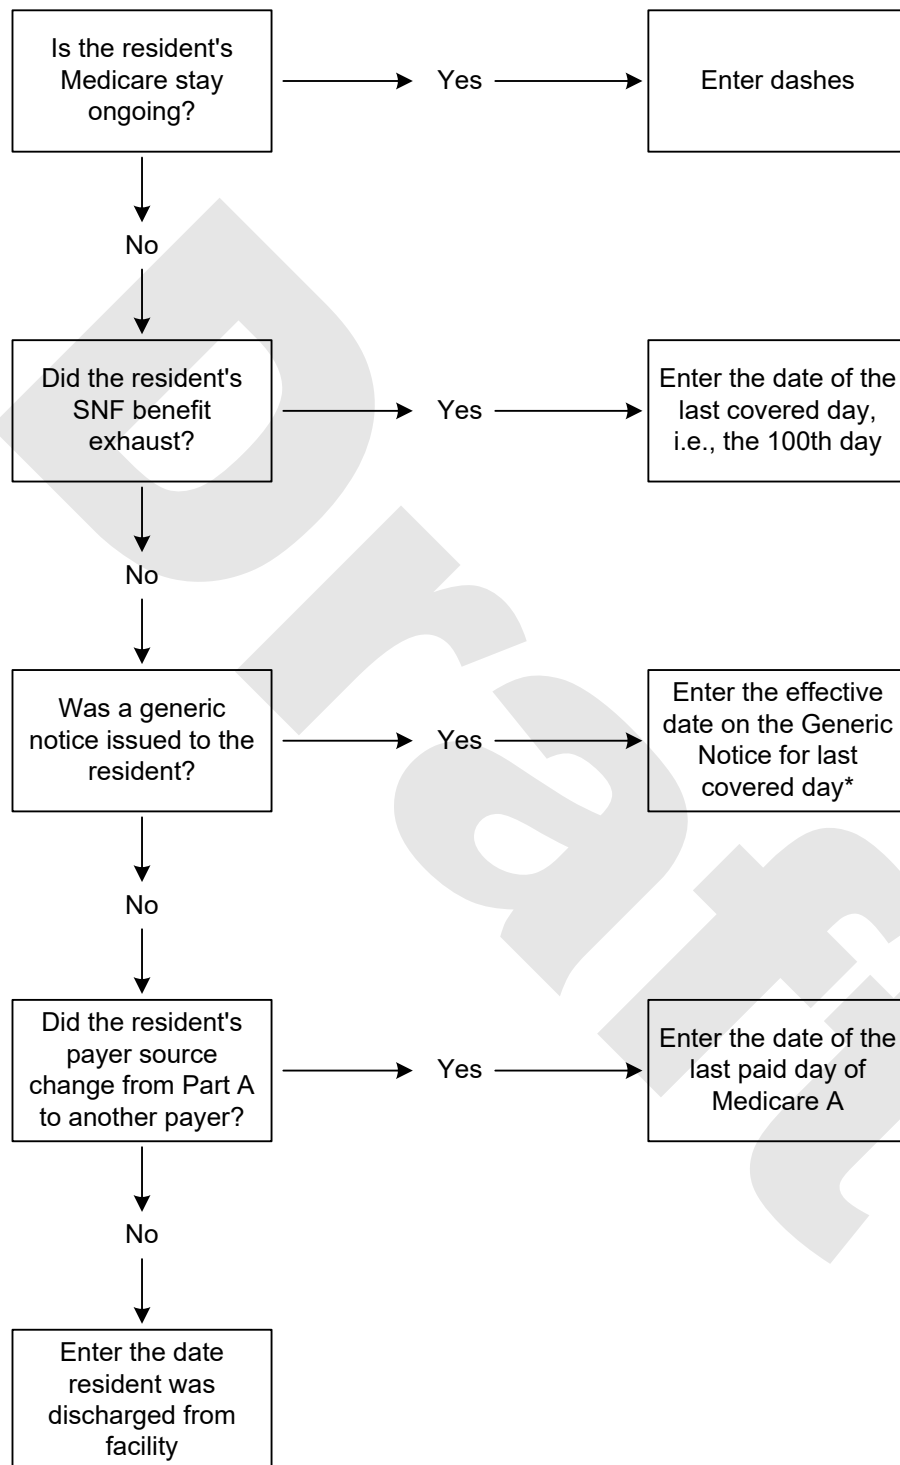 Is the resident's
Medicare stay
ongoing?
Yes
Enter dashes
No
Did the resident's
SNF benefit
exhaust?
Yes
Enter the date of the
last covered day,
i.e., the 100th day
No
Was a generic
notice issued to the
resident?
Yes
Enter the effective
date on the Generic
Notice for last
covered day*
No
Did the resident's
payer source
change from Part A
to another payer?
Yes
Enter the date of the
last paid day of
Medicare A
No
Enter the date
resident was
discharged from
facility
Draft